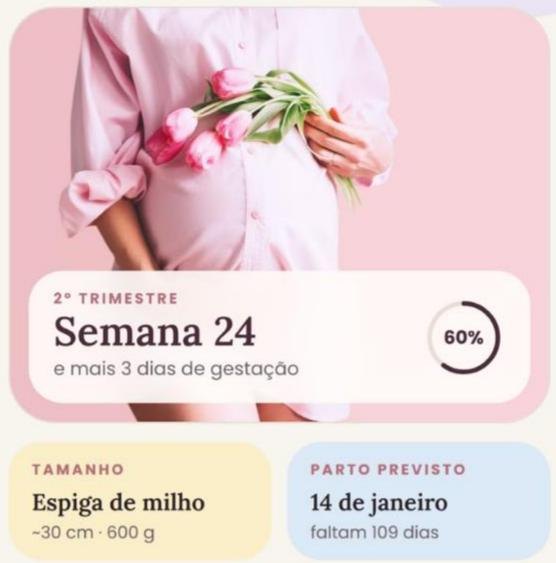 2º TRIMESTRE
Semana 24
e mais 3 dias de gestação
60%
TAMANHO
Espiga de milho
~30 cm · 600 g
PARTO PREVISTO
14 de janeiro
faltam 109 dias